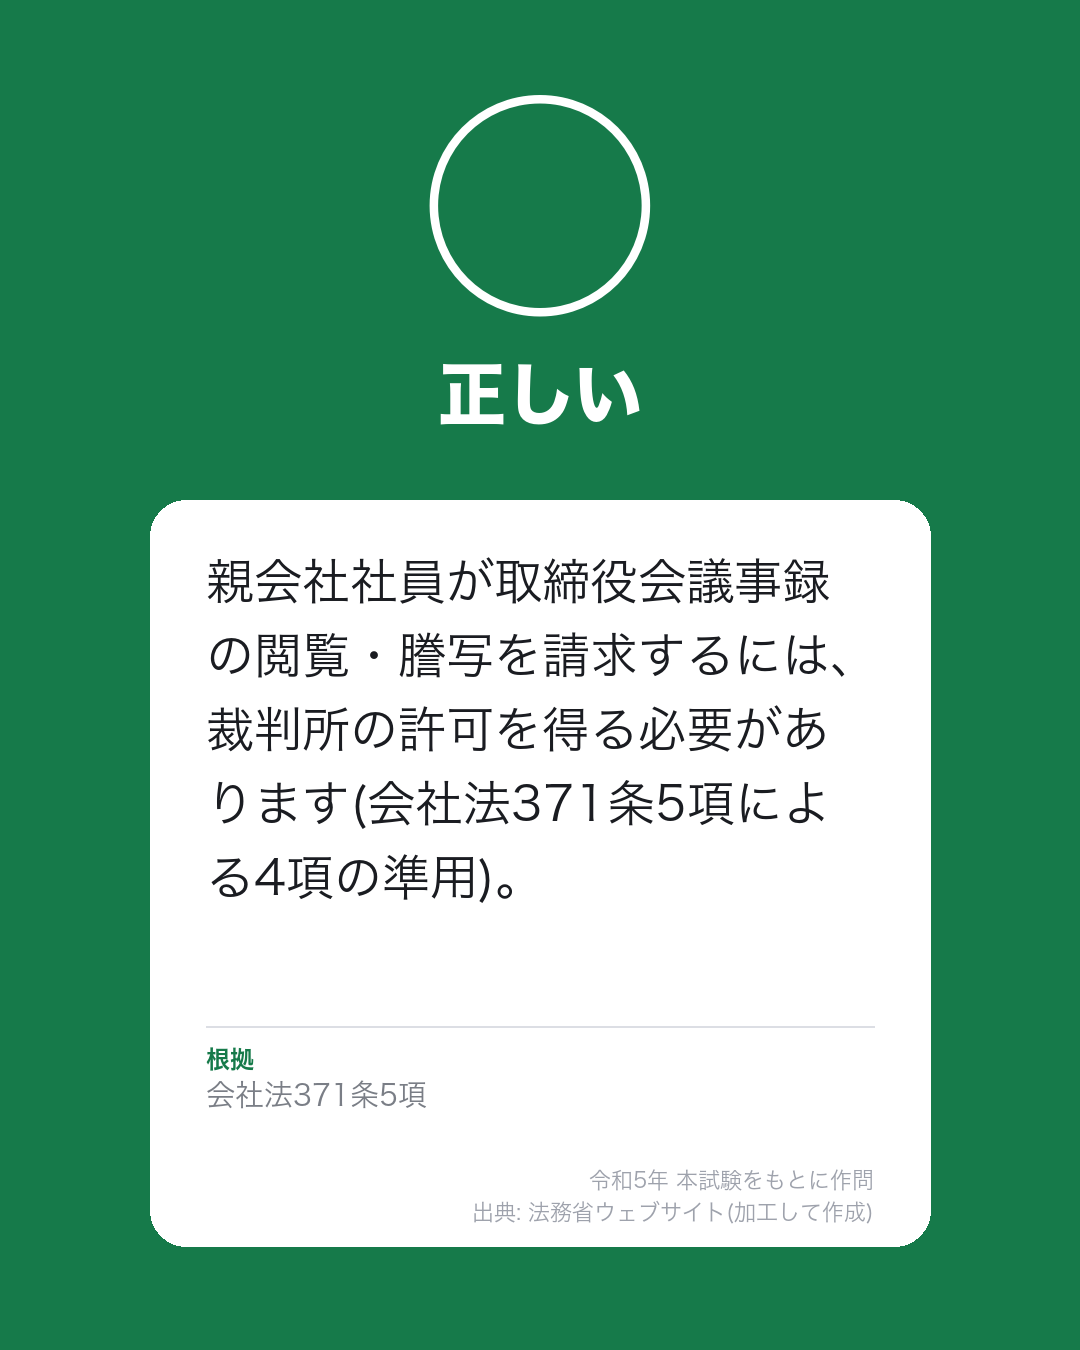 正しい
親会社社員が取締役会議事録
の閲覧・謄写を請求するには、
裁判所の許可を得る必要があ
ります(会社法371条5項によ
る4項の準用)。
根拠
会社法371条5項
令和5年 本試験をもとに作問
出典: 法務省ウェブサイト(加工して作成)